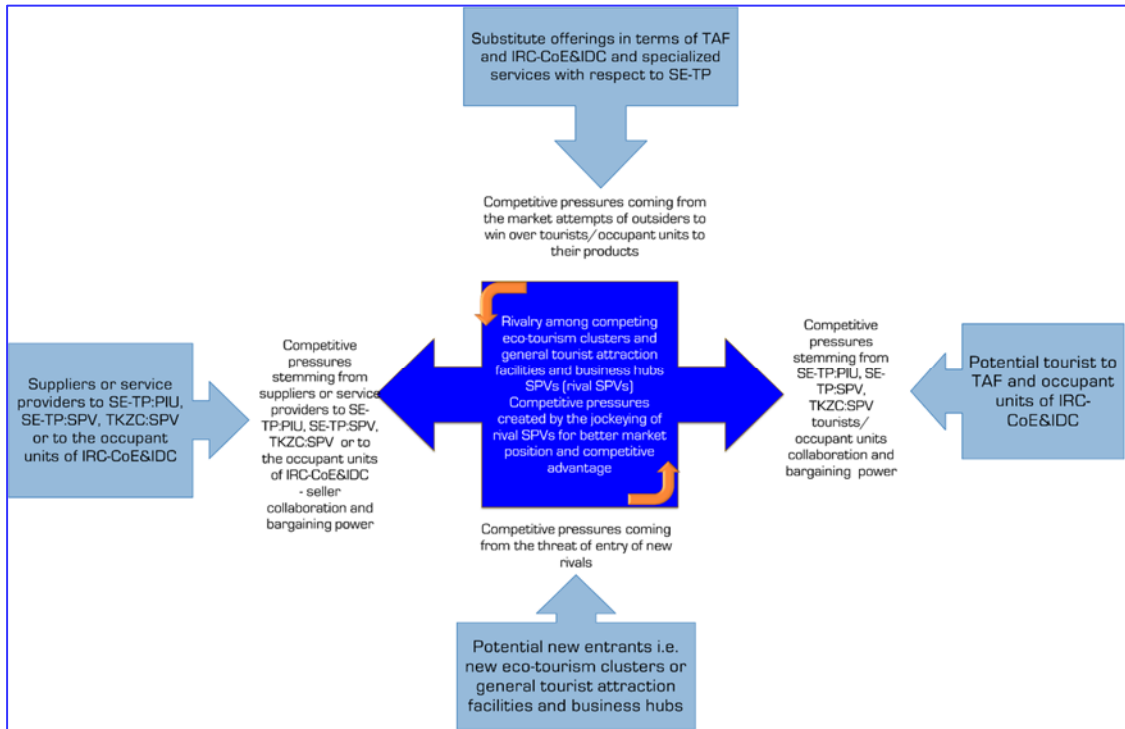 Substitute offerings in terms of TAF
and IRC-CoE&IDC and specialized
services with respect to SE-TP
Competitive pressures coming from
the market attempts of outsiders to
win over tourists/occupant units to
their products
Suppliers or service
providers to SE-TP:PIU,
SE-TP:SPV, TKZC:SPV
or to the occupant
units of IRC-CoE&IDC
Competitive
pressures
stemming from
suppliers or service
providers to SE-
TP:PIU, SE-TP:SPV,
TKZC:SPV or to
the occupant units
of IRC-CoE&IDC
- seller
collaboration and
bargaining power
Rivalry among competing
eco-tourism clusters and
general tourist attraction
facilities and business hubs
SPVs (rival SPVs)
Competitive pressures
created by the jockeying of
rival SPVs for better market
position and competitive
advantage
Competitive
pressures
stemming from
SE-TP:PIU, SE-
TP:SPV,
TKZC:SPV
tourists/
occupant units
collaboration and
bargaining power
Potential tourist to
TAF and occupant
units of IRC-
CoE&IDC
Competitive pressures coming
from the threat of entry of new
rivals
Potential new entrants i.e.
new eco-tourism clusters or
general tourist attraction
facilities and business hubs